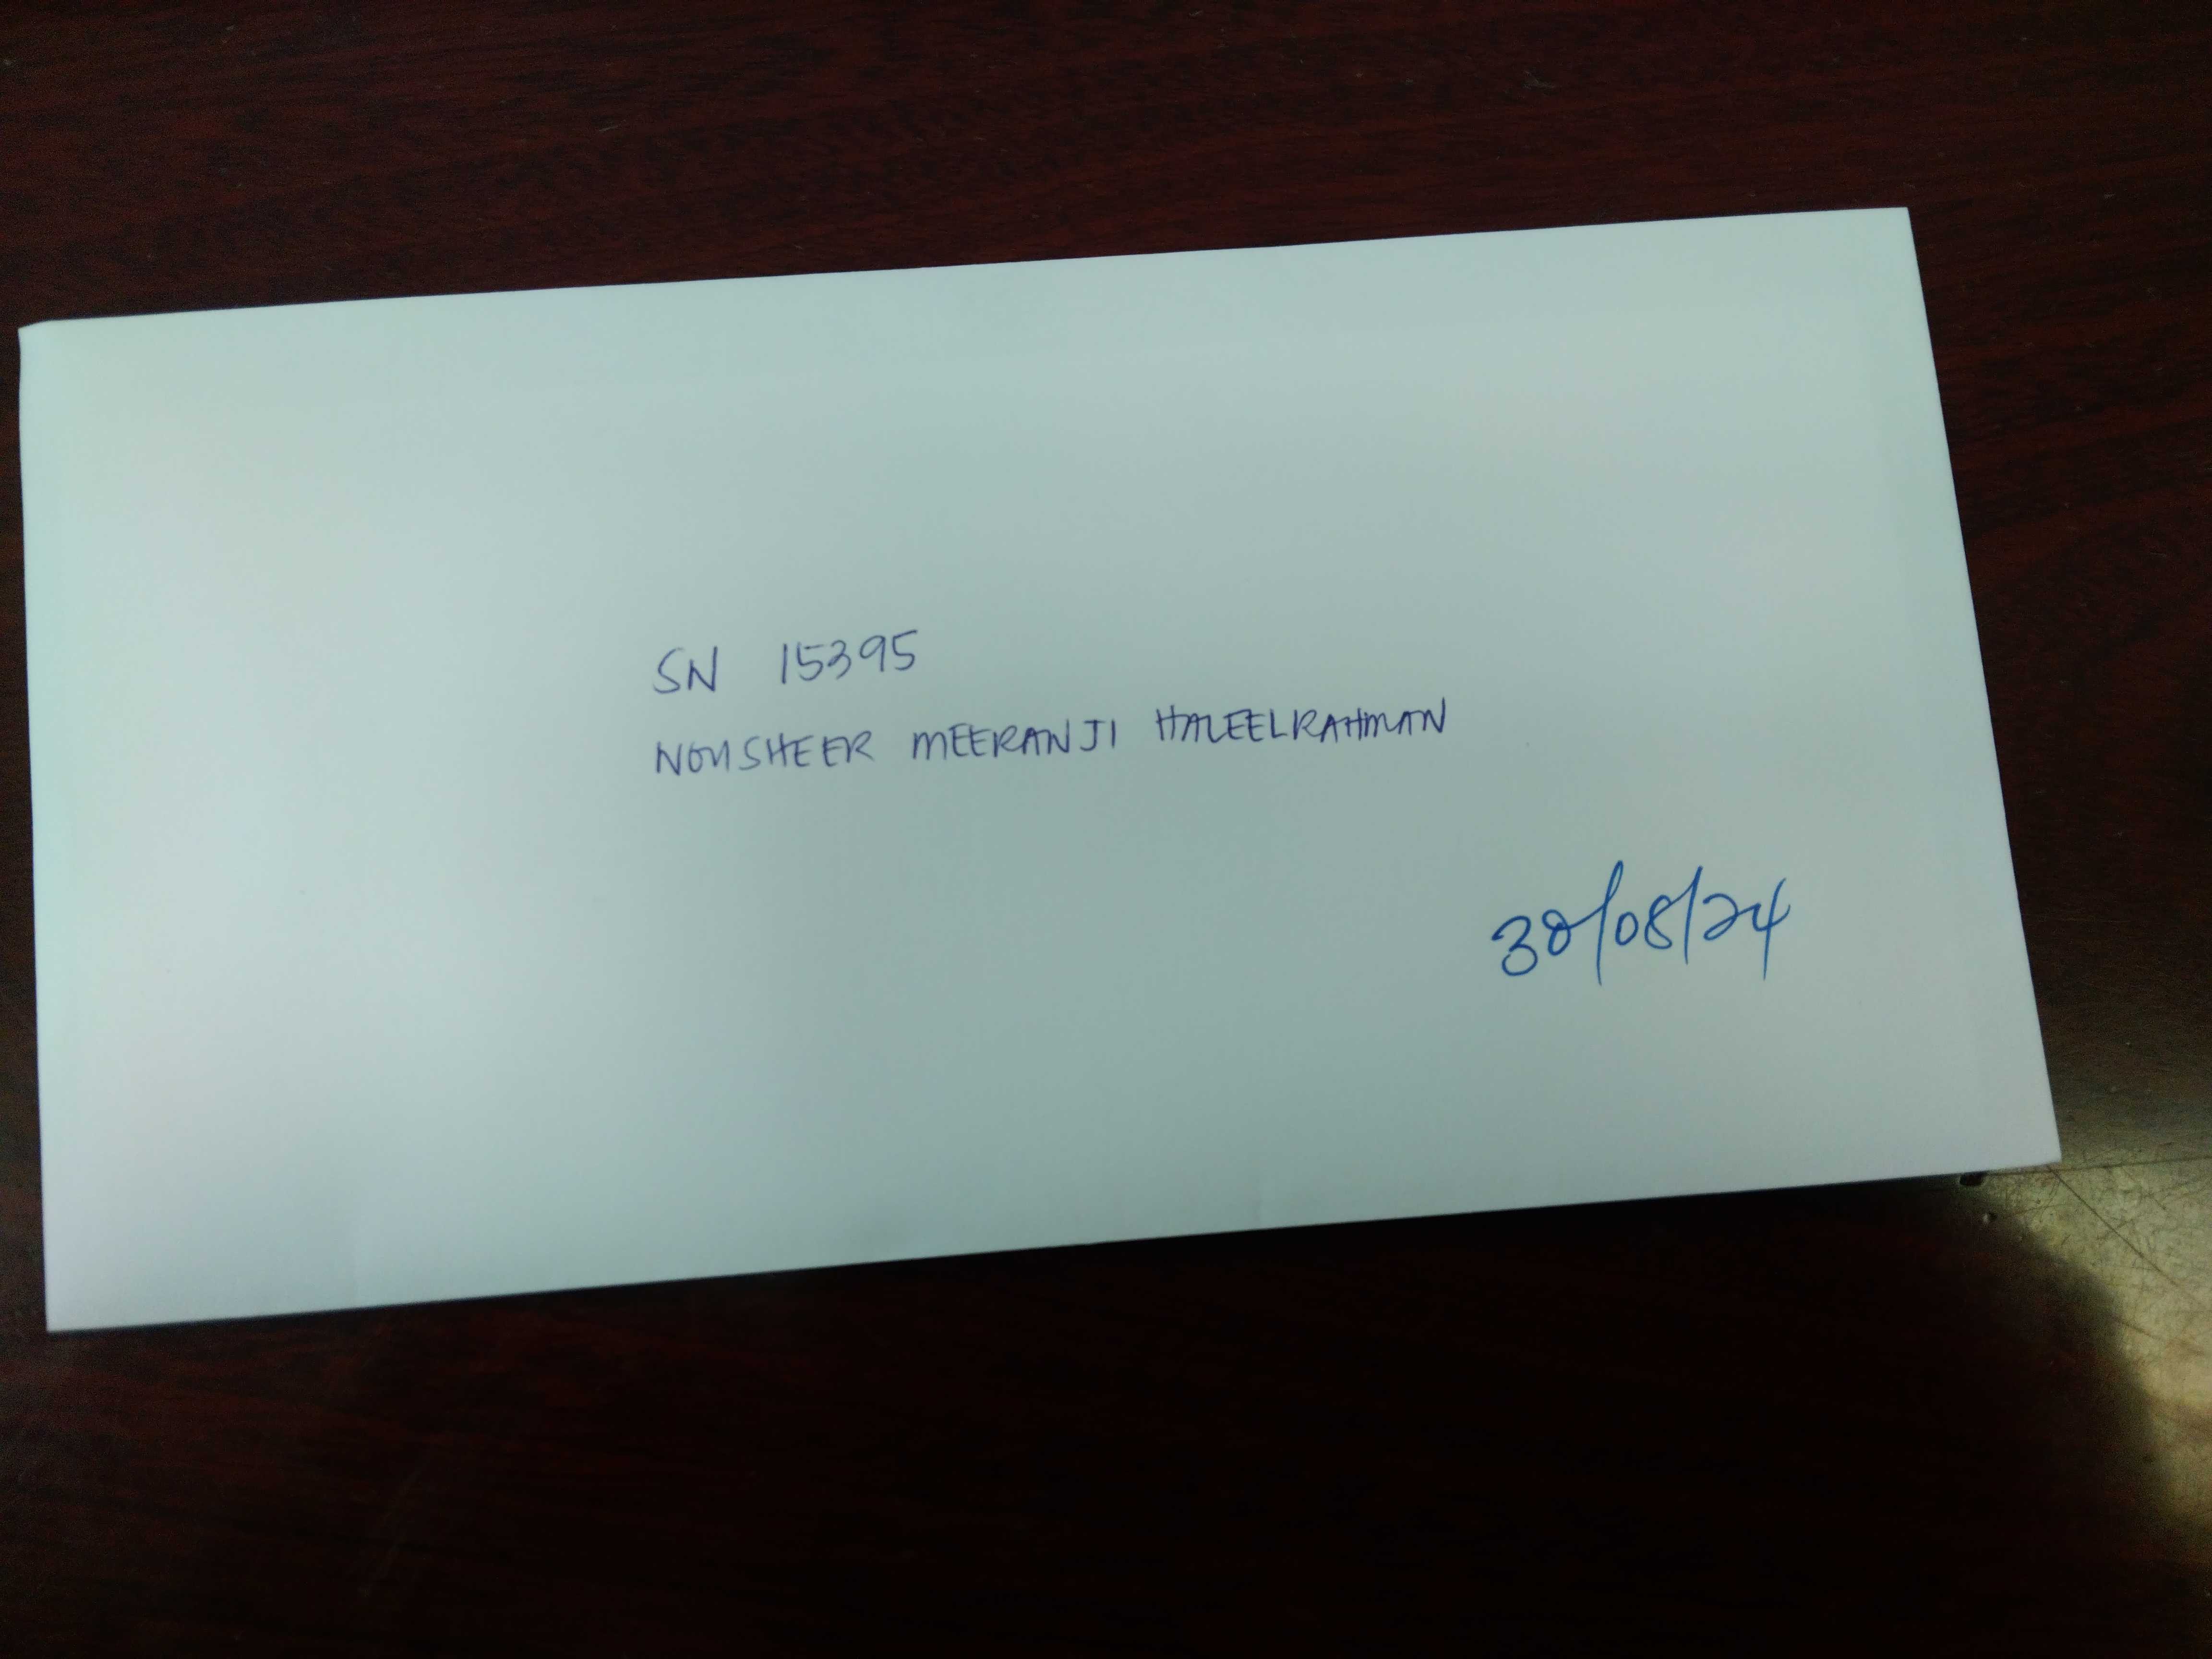 SN 15395
NOUSHEER MEERANJI HALEELRAHMAN
30/08/24